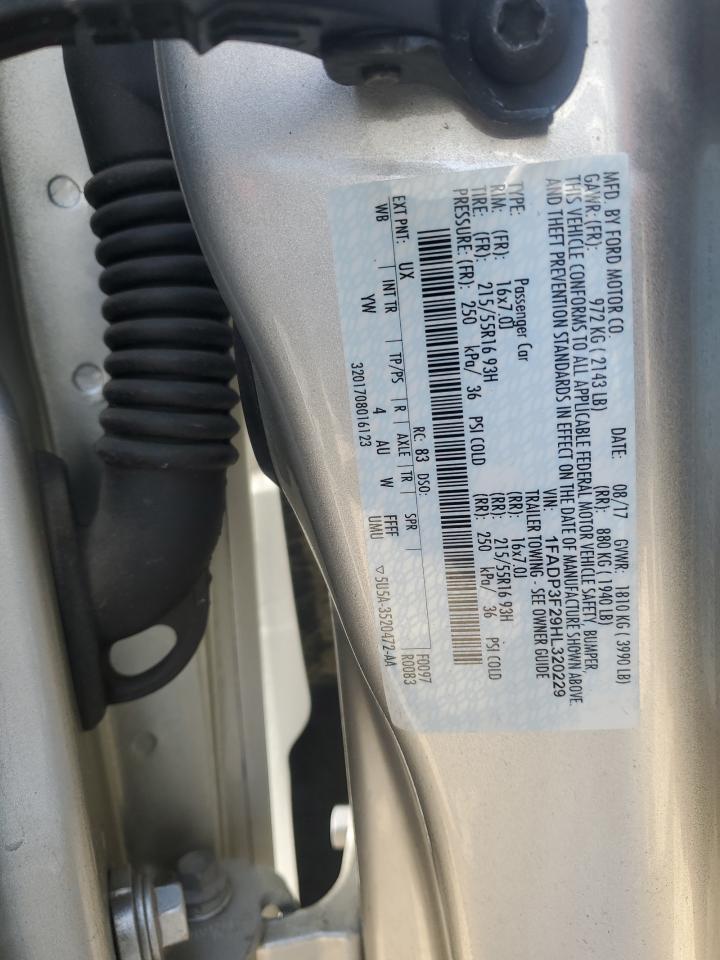 MFD. BY FORD MOTOR CO.
DATE: 08/17 GVWR: 1810 KG ( 3990 LB)
GAWR: (FR): 972 KG ( 2143 LB) (RR): 880 KG ( 1940 LB)
THIS VEHICLE CONFORMS TO ALL APPLICABLE FEDERAL MOTOR VEHICLE SAFETY, BUMPER,
AND THEFT PREVENTION STANDARDS IN EFFECT ON THE DATE OF MANUFACTURE SHOWN ABOVE.
VIN: 1FADP3F29HL320229
TYPE: Passenger Car TRAILER TOWING - SEE OWNER GUIDE
RIM: (FR): 16x7.0J (RR): 16x7.0J
TIRE: (FR): 215/55R16 93H (RR): 215/55R16 93H
PRESSURE: (FR): 250 kPa/ 36 PSI COLD (RR): 250 kPa/ 36 PSI COLD
EXT PNT: UX RC: 83 DSO: F0097
WB | INT TR | TP/PS | R | AXLE | TR | SPR | R0083
YW 4 AU W FFFF
3201708016123 UMU ▽ 5U5A-3520472-AA